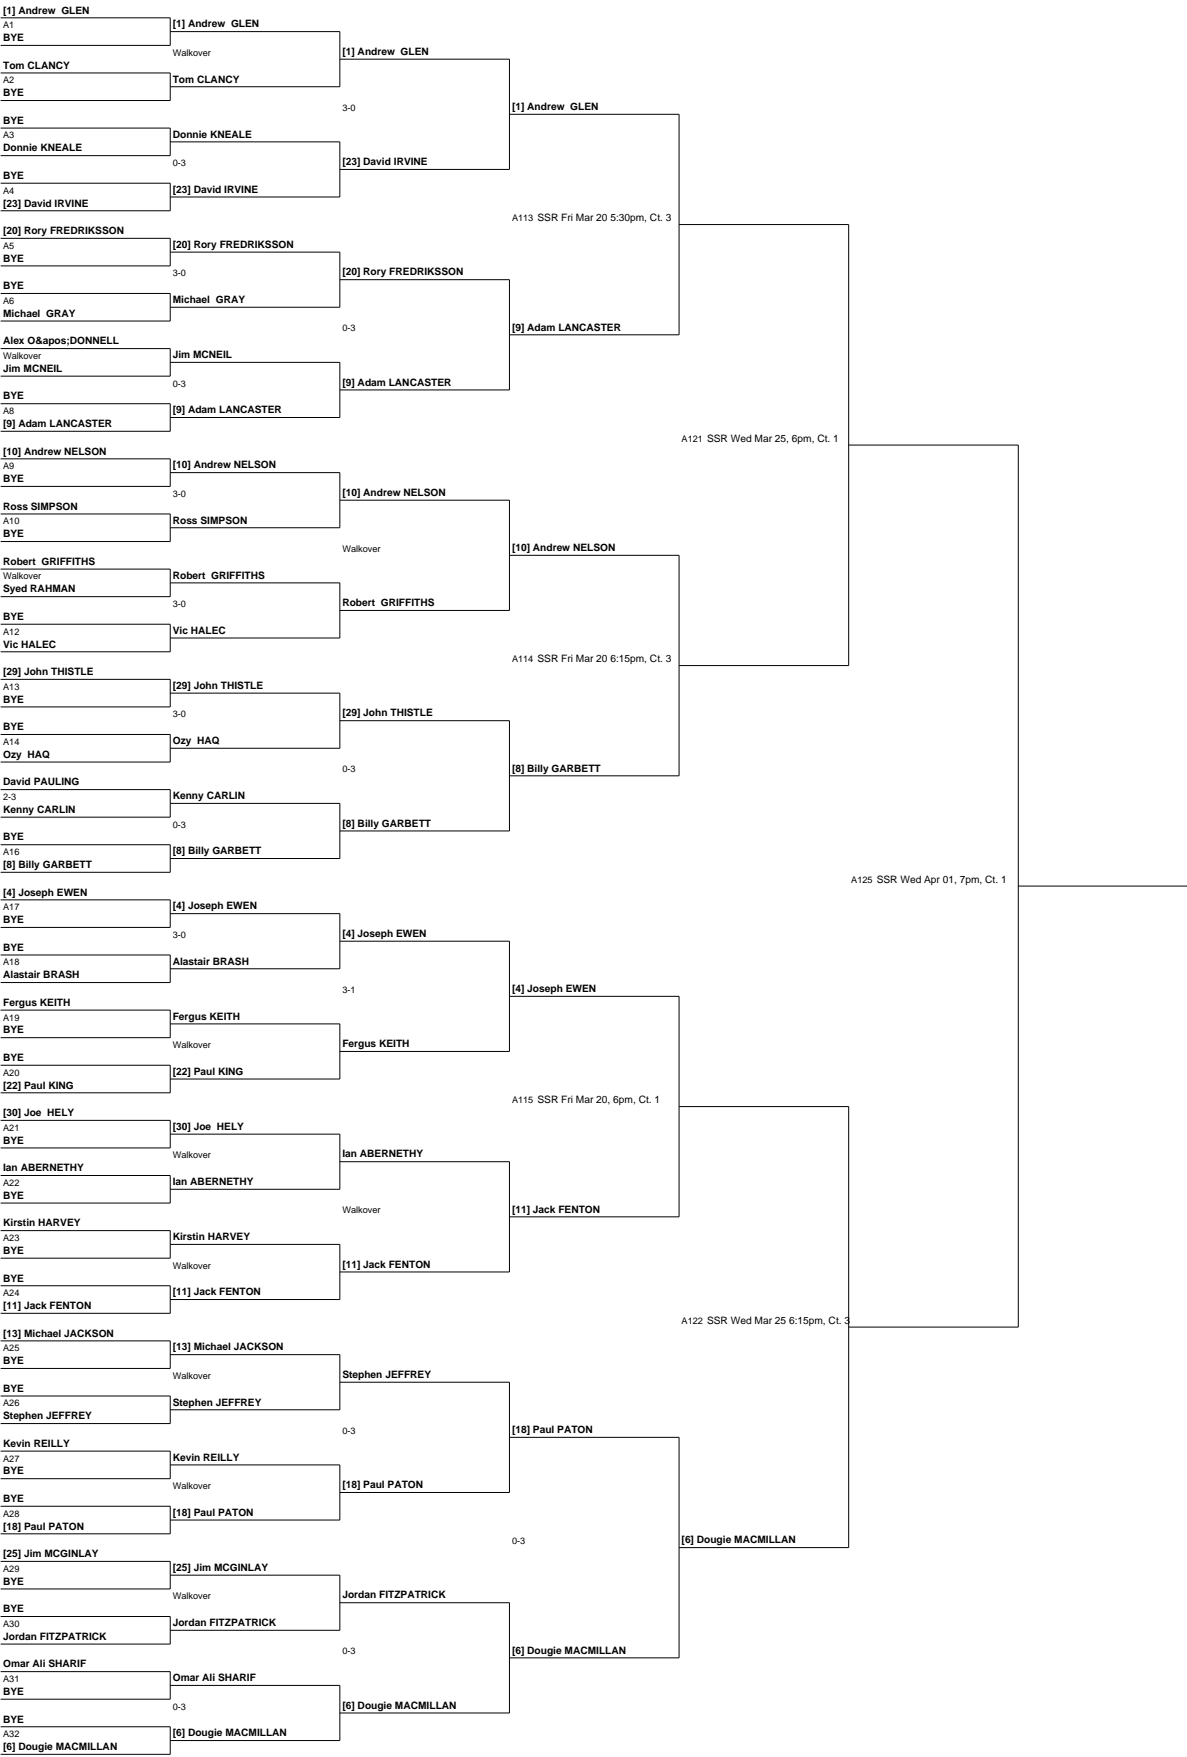 [1] Andrew  GLEN
A1
BYE
[1] Andrew  GLEN
Walkover
Tom CLANCY
A2
BYE
Tom CLANCY
[1] Andrew  GLEN
3-0
BYE
A3
Donnie KNEALE
Donnie KNEALE
0-3
BYE
A4
[23] David IRVINE
[23] David IRVINE
[23] David IRVINE
[1] Andrew  GLEN
A113 SSR Fri Mar 20 5:30pm, Ct. 3
[20] Rory FREDRIKSSON
A5
BYE
[20] Rory FREDRIKSSON
3-0
BYE
A6
Michael  GRAY
Michael  GRAY
[20] Rory FREDRIKSSON
0-3
Alex O&apos;DONNELL
Walkover
Jim MCNEIL
Jim MCNEIL
0-3
BYE
A8
[9] Adam LANCASTER
[9] Adam LANCASTER
[9] Adam LANCASTER
[9] Adam LANCASTER
A121 SSR Wed Mar 25, 6pm, Ct. 1
[10] Andrew NELSON
A9
BYE
[10] Andrew NELSON
3-0
Ross SIMPSON
A10
BYE
Ross SIMPSON
[10] Andrew NELSON
Walkover
Robert  GRIFFITHS
Walkover
Syed RAHMAN
Robert  GRIFFITHS
3-0
BYE
A12
Vic HALEC
Vic HALEC
Robert  GRIFFITHS
[10] Andrew NELSON
A114 SSR Fri Mar 20 6:15pm, Ct. 3
[29] John THISTLE
A13
BYE
[29] John THISTLE
3-0
BYE
A14
Ozy  HAQ
Ozy  HAQ
[29] John THISTLE
0-3
David PAULING
2-3
Kenny CARLIN
Kenny CARLIN
0-3
BYE
A16
[8] Billy GARBETT
[8] Billy GARBETT
[8] Billy GARBETT
[8] Billy GARBETT
A125 SSR Wed Apr 01, 7pm, Ct. 1
[4] Joseph EWEN
A17
BYE
[4] Joseph EWEN
3-0
BYE
A18
Alastair BRASH
Alastair BRASH
[4] Joseph EWEN
3-1
Fergus KEITH
A19
BYE
Fergus KEITH
Walkover
BYE
A20
[22] Paul KING
[22] Paul KING
Fergus KEITH
[4] Joseph EWEN
A115 SSR Fri Mar 20, 6pm, Ct. 1
[30] Joe  HELY
A21
BYE
[30] Joe  HELY
Walkover
Ian ABERNETHY
A22
BYE
Ian ABERNETHY
Ian ABERNETHY
Walkover
Kirstin HARVEY
A23
BYE
Kirstin HARVEY
Walkover
BYE
A24
[11] Jack FENTON
[11] Jack FENTON
[11] Jack FENTON
[11] Jack FENTON
A122 SSR Wed Mar 25 6:15pm, Ct. 3
[13] Michael JACKSON
A25
BYE
[13] Michael JACKSON
Walkover
BYE
A26
Stephen JEFFREY
Stephen JEFFREY
Stephen JEFFREY
0-3
Kevin REILLY
A27
BYE
Kevin REILLY
Walkover
BYE
A28
[18] Paul PATON
[18] Paul PATON
[18] Paul PATON
[18] Paul PATON
0-3
[6] Dougie MACMILLAN
[25] Jim MCGINLAY
A29
BYE
[25] Jim MCGINLAY
Walkover
BYE
A30
Jordan FITZPATRICK
Jordan FITZPATRICK
Jordan FITZPATRICK
0-3
Omar Ali SHARIF
A31
BYE
Omar Ali SHARIF
0-3
BYE
A32
[6] Dougie MACMILLAN
[6] Dougie MACMILLAN
[6] Dougie MACMILLAN
[6] Dougie MACMILLAN